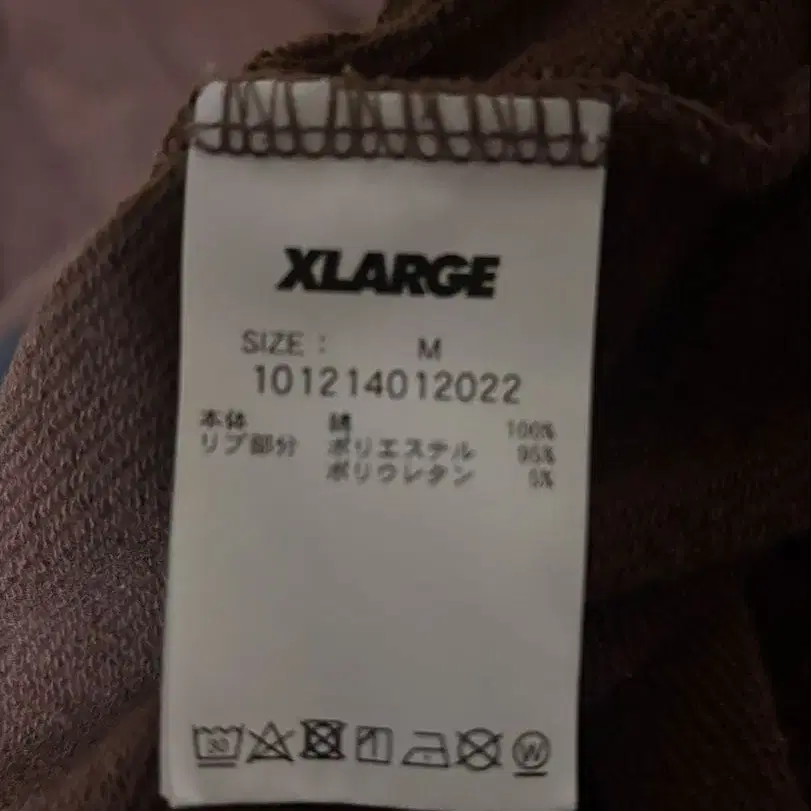 XLARGE
SIZE : M
101214012022
本体 綿 100%
リブ部分 ポリエステル 95%
ポリウレタン 5%
30
W